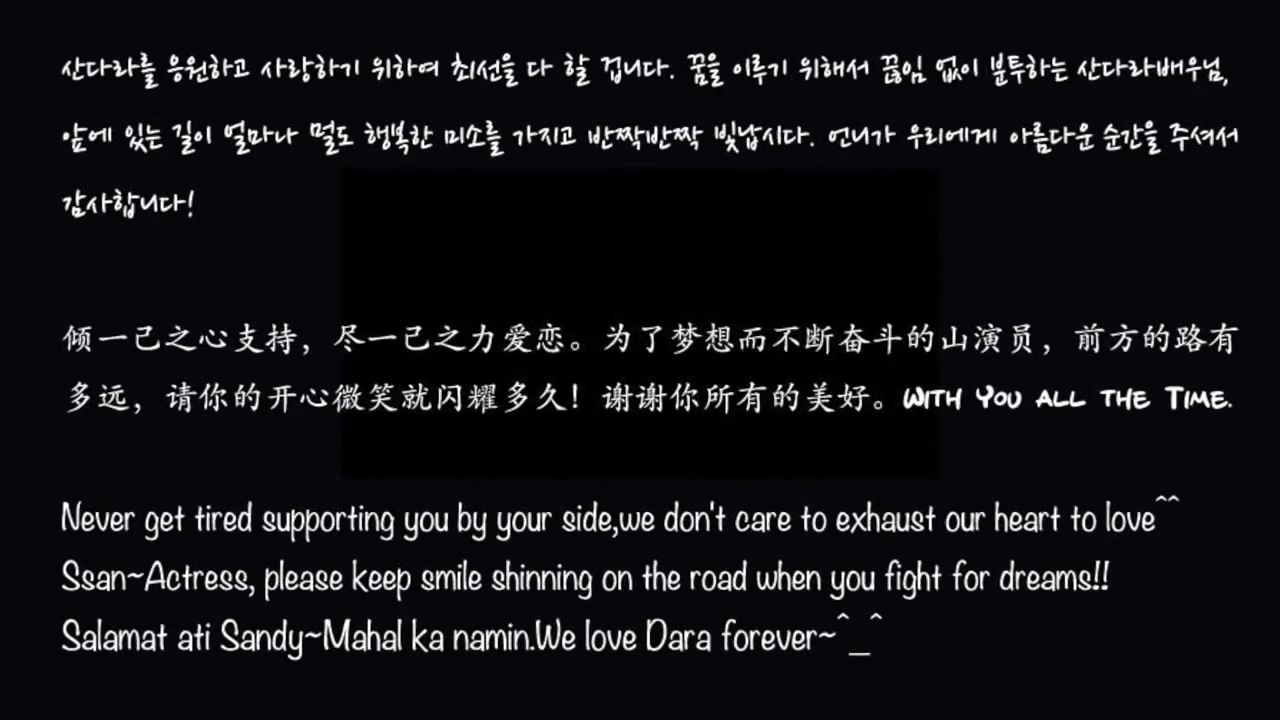 산다라를 응원하고 사랑하기 위하여 최선을 다 할 겁니다. 꿈을 이루기 위해서 끊임 없이 분투하는 산다라배우님,
앞에 있는 길이 얼마나 멀도 행복한 미소를 가지고 반짝반짝 빛납시다. 언니가 우리에게 아름다운 순간을 주셔서
감사합니다!
倾一己之心支持，尽一己之力爱恋。为了梦想而不断奋斗的山演员，前方的路有
多远，请你的开心微笑就闪耀多久！谢谢你所有的美好。WITH YOU ALL THE TIME.
Never get tired supporting you by your side,we don't care to exhaust our heart to love^^
Ssan~Actress, please keep smile shinning on the road when you fight for dreams!!
Salamat ati Sandy~Mahal ka namin.We love Dara forever~^_^